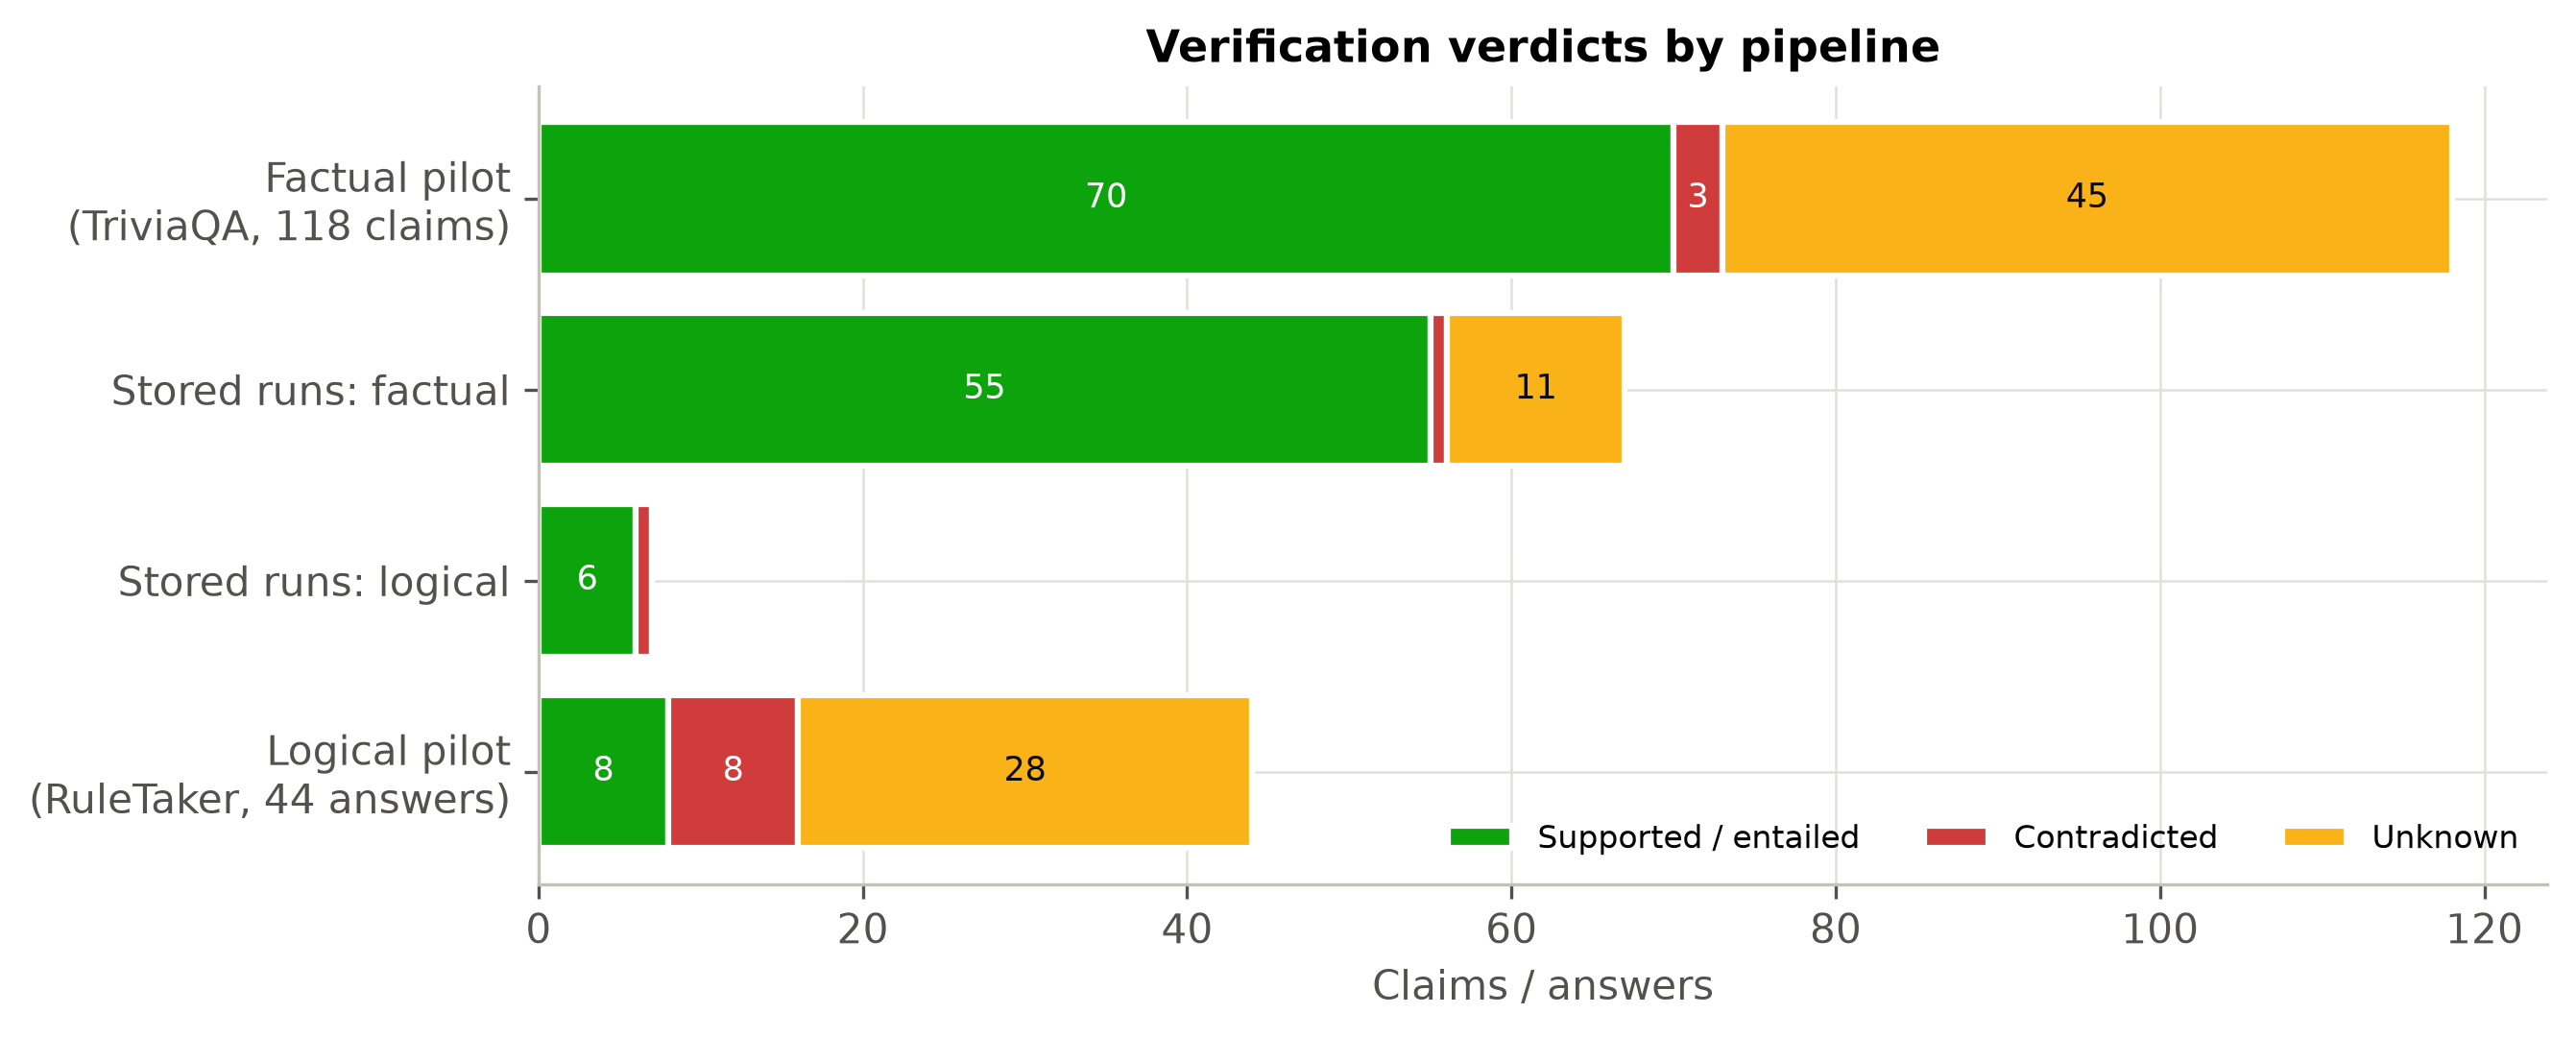 Verification verdicts by pipeline
Factual pilot
(TriviaQA, 118 claims)
70
3
45
Stored runs: factual
55
11
Stored runs: logical
6
Logical pilot
(RuleTaker, 44 answers)
8
8
28
Supported / entailed
Contradicted
Unknown
0
20
40
60
80
100
120
Claims / answers